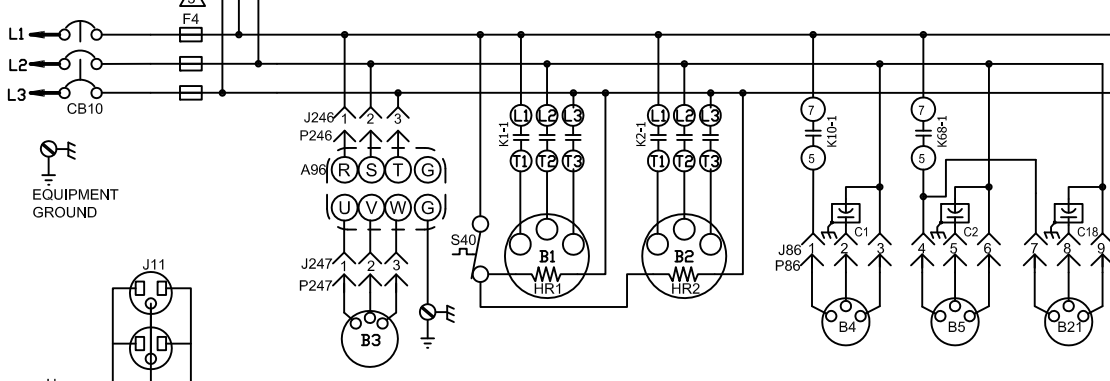 F4
L1
L2
L3
CB10
EQUIPMENT
GROUND
J11
J246 1 2 3
P246
A96 R S T G
U V W G
J247 1 2 3
P247
B3
S40
K1-1
L1 L2 L3
T1 T2 T3
B1
HR1
K2-1
L1 L2 L3
T1 T2 T3
B2
HR2
7
K10-1
5
7
K68-1
5
C1
C2
C18
J86 1 2 3 4 5 6 7 8 9
P86
B4
B5
B21